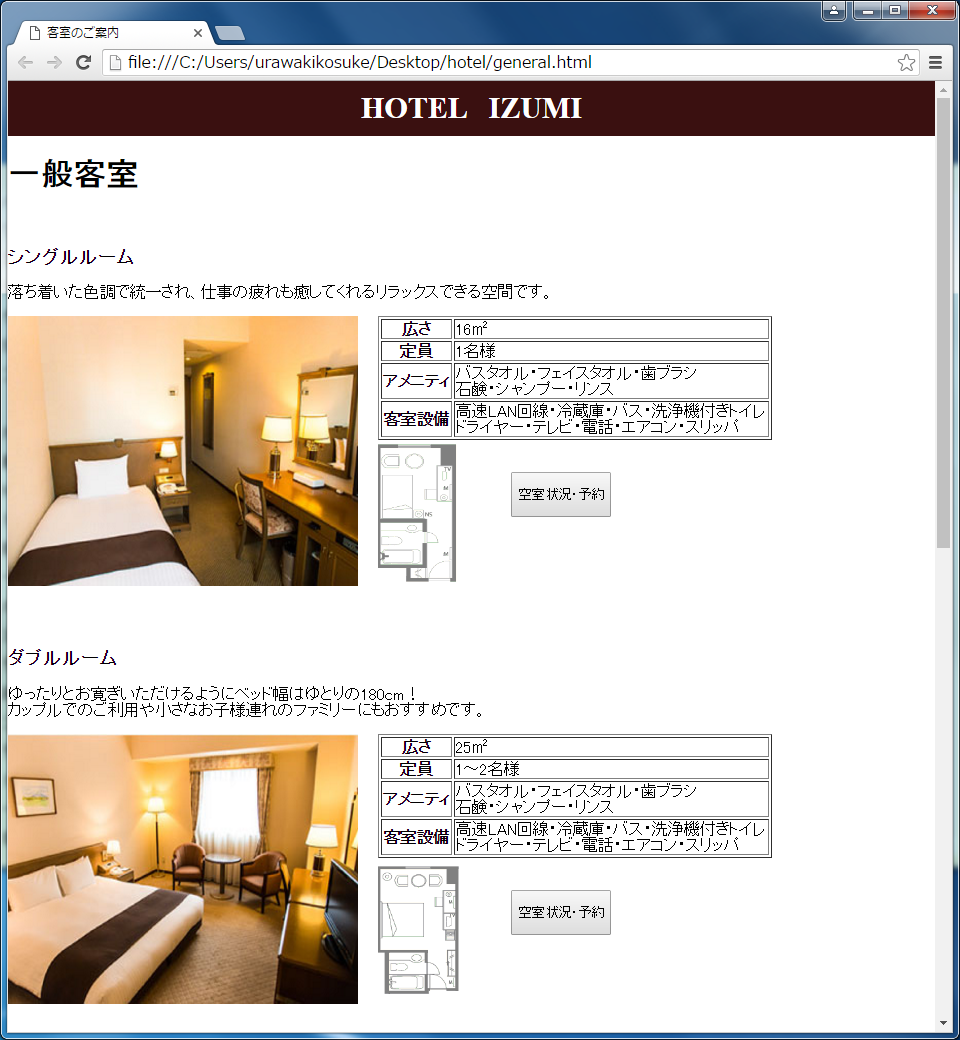 客室のご案内
file:///C:/Users/urawakikosuke/Desktop/hotel/general.html
HOTEL IZUMI
一般客室
シングルルーム
落ち着いた色調で統一され、仕事の疲れも癒してくれるリラックスできる空間です。
広さ 16m²
定員 1名様
アメニティ バスタオル・フェイスタオル・歯ブラシ
石鹸・シャンプー・リンス
客室設備 高速LAN回線・冷蔵庫・バス・洗浄機付きトイレ
ドライヤー・テレビ・電話・エアコン・スリッパ
TV
M
NS
M
空室状況・予約
ダブルルーム
ゆったりとお寛ぎいただけるようにベッド幅はゆとりの180cm！
カップルでのご利用や小さなお子様連れのファミリーにもおすすめです。
広さ 25m²
定員 1～2名様
アメニティ バスタオル・フェイスタオル・歯ブラシ
石鹸・シャンプー・リンス
客室設備 高速LAN回線・冷蔵庫・バス・洗浄機付きトイレ
ドライヤー・テレビ・電話・エアコン・スリッパ
空室状況・予約